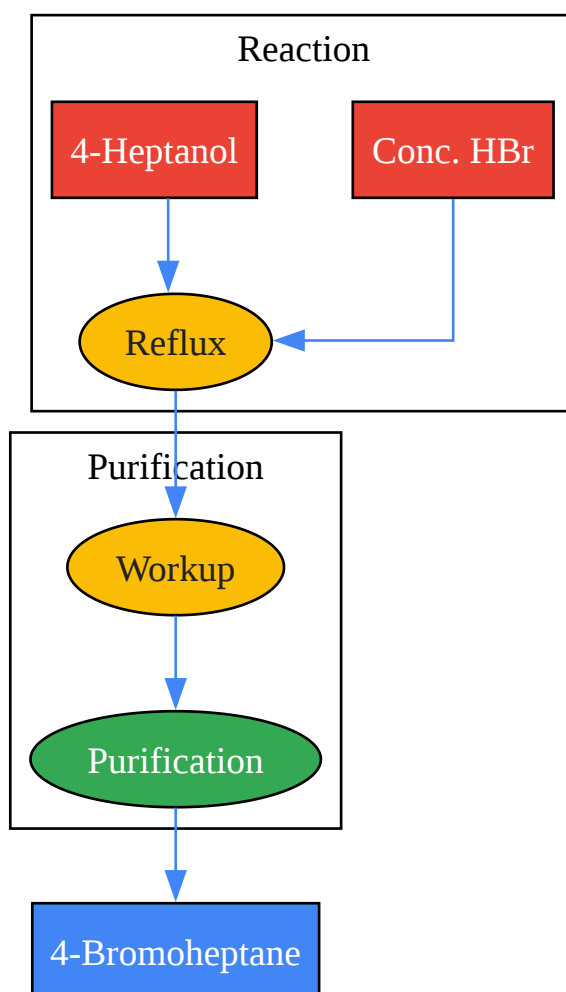 Reaction
4-Heptanol
Conc. HBr
Reflux
Purification
Workup
Purification
4-Bromoheptane